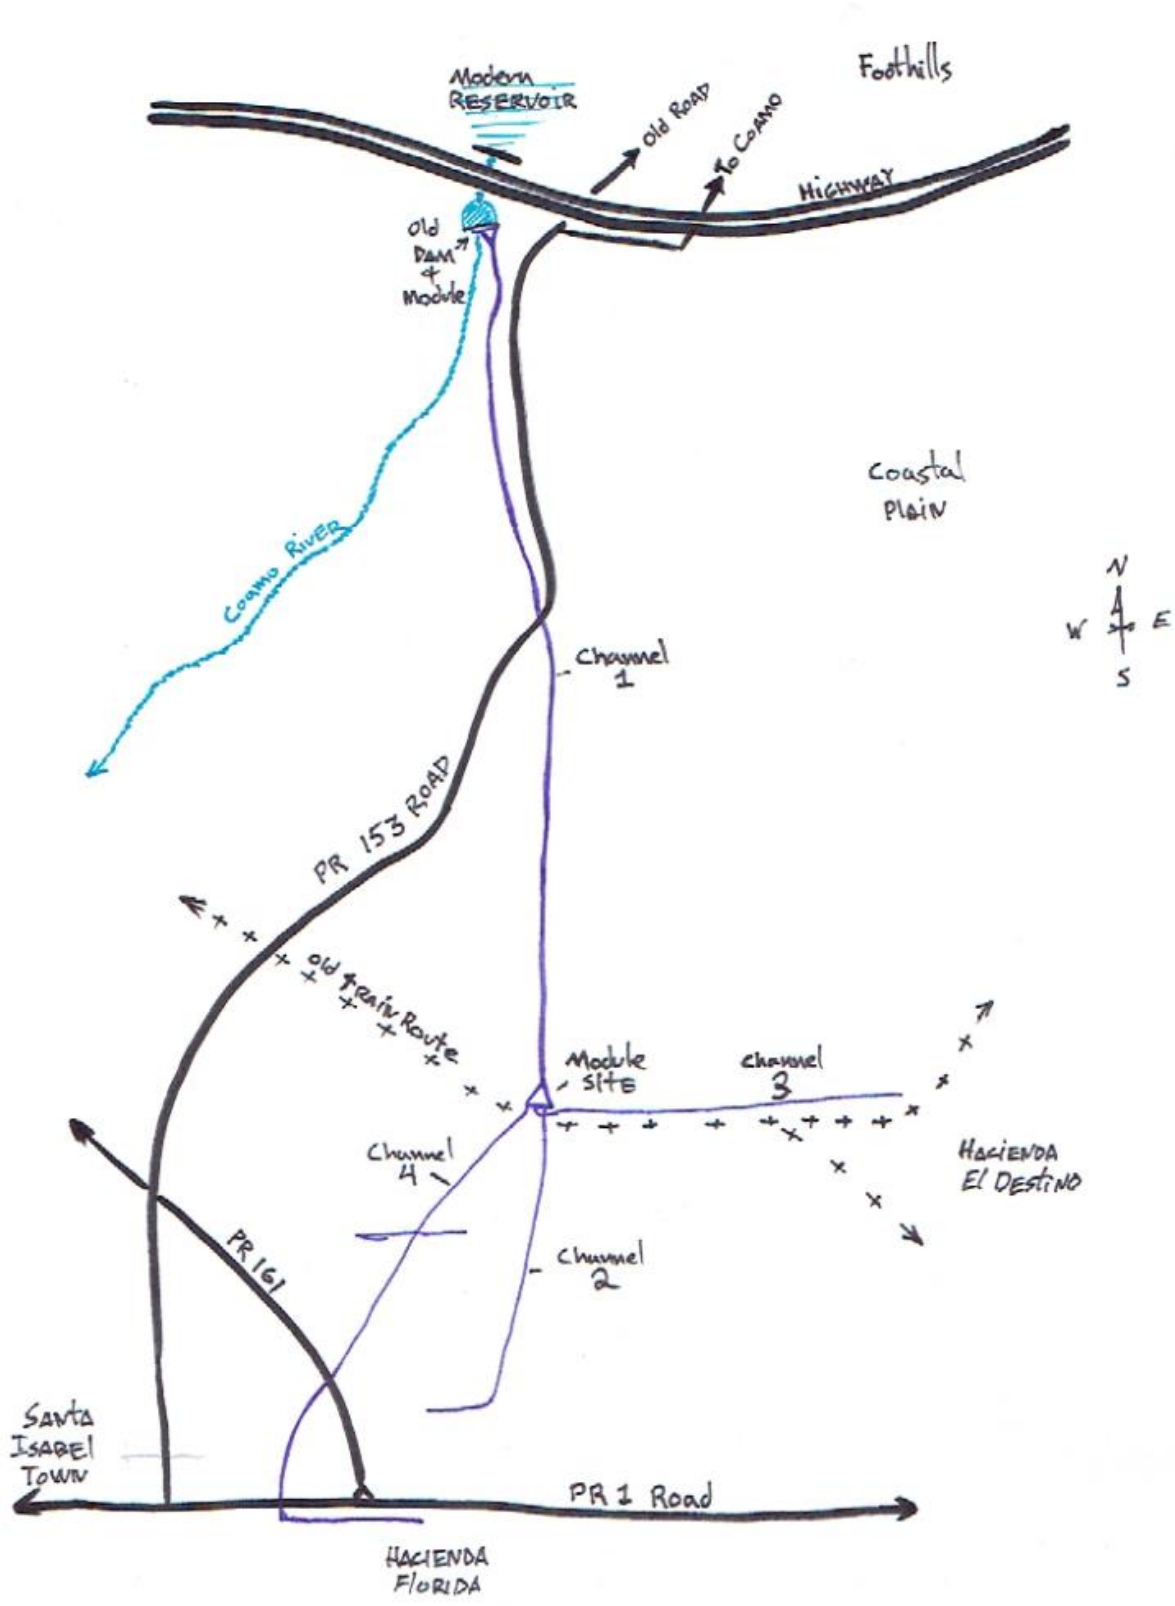 Foothills
Modern
RESERVOIR
Old ROAD
To COAMO
HIGHWAY
Old
DAM
+
Module
Coastal
PLAIN
COAMO RIVER
N
W E
S
Channel
1
PR 153 ROAD
Old TRAIN Route
Module
SITE
Channel
3
Channel
4
HACIENDA
El DESTINO
PR 161
Channel
2
SANTA
ISABEL
TOWN
PR 1 Road
HACIENDA
FLORIDA